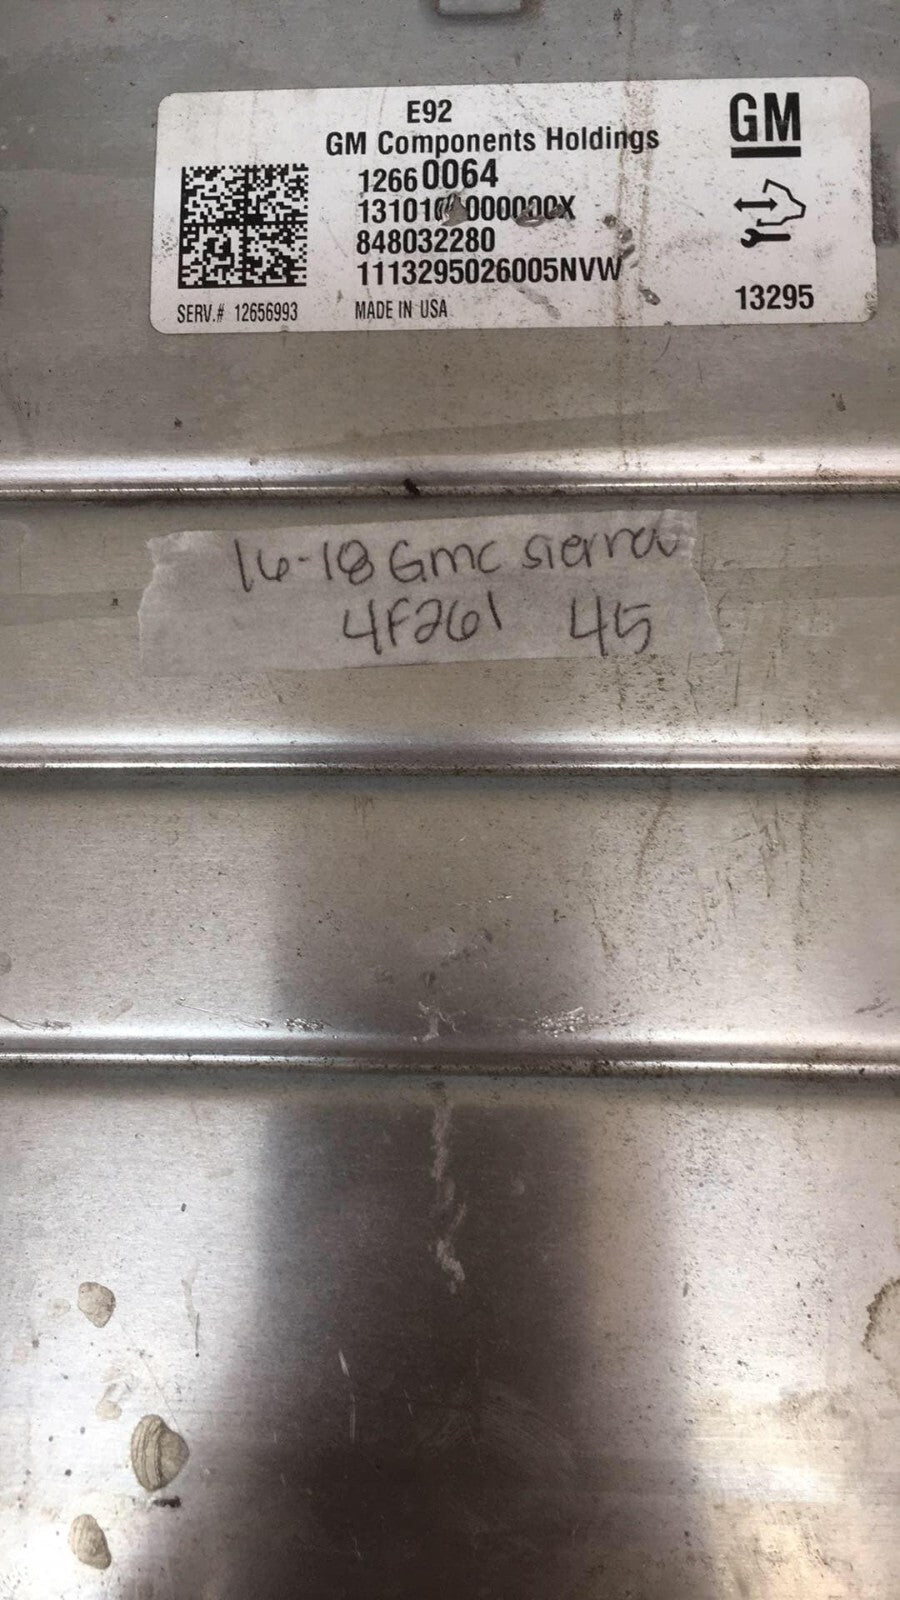 E92
GM
GM Components Holdings
12660064
848032280
1113295026005NVW
SERV.# 12656993
MADE IN USA
13295
16-18 Gmc sierra
4F261 45